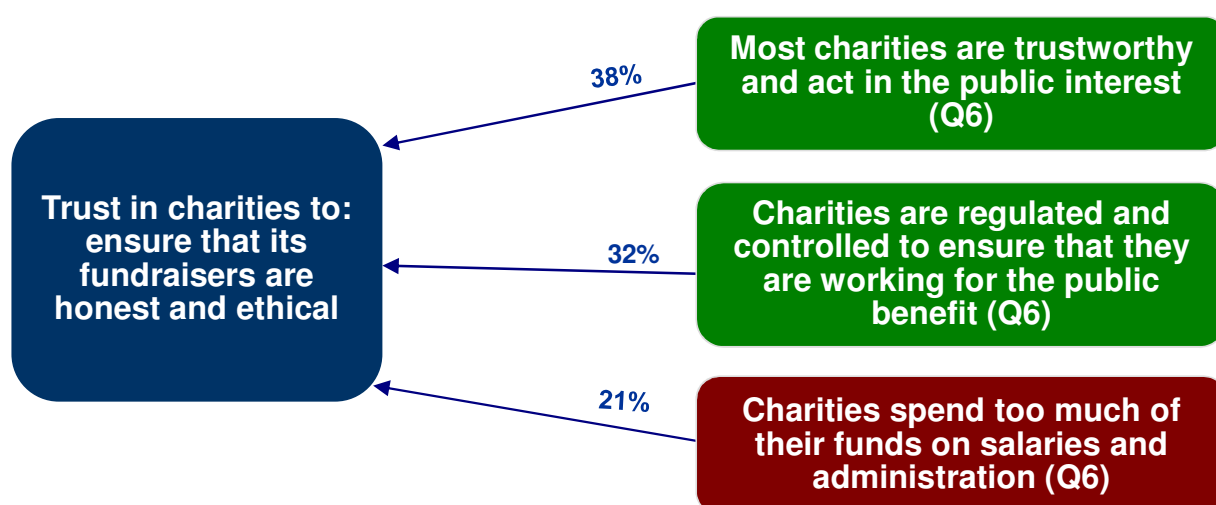 Trust in charities to:
ensure that its
fundraisers are
honest and ethical
38%
Most charities are trustworthy
and act in the public interest
(Q6)
32%
Charities are regulated and
controlled to ensure that they
are working for the public
benefit (Q6)
21%
Charities spend too much of
their funds on salaries and
administration (Q6)